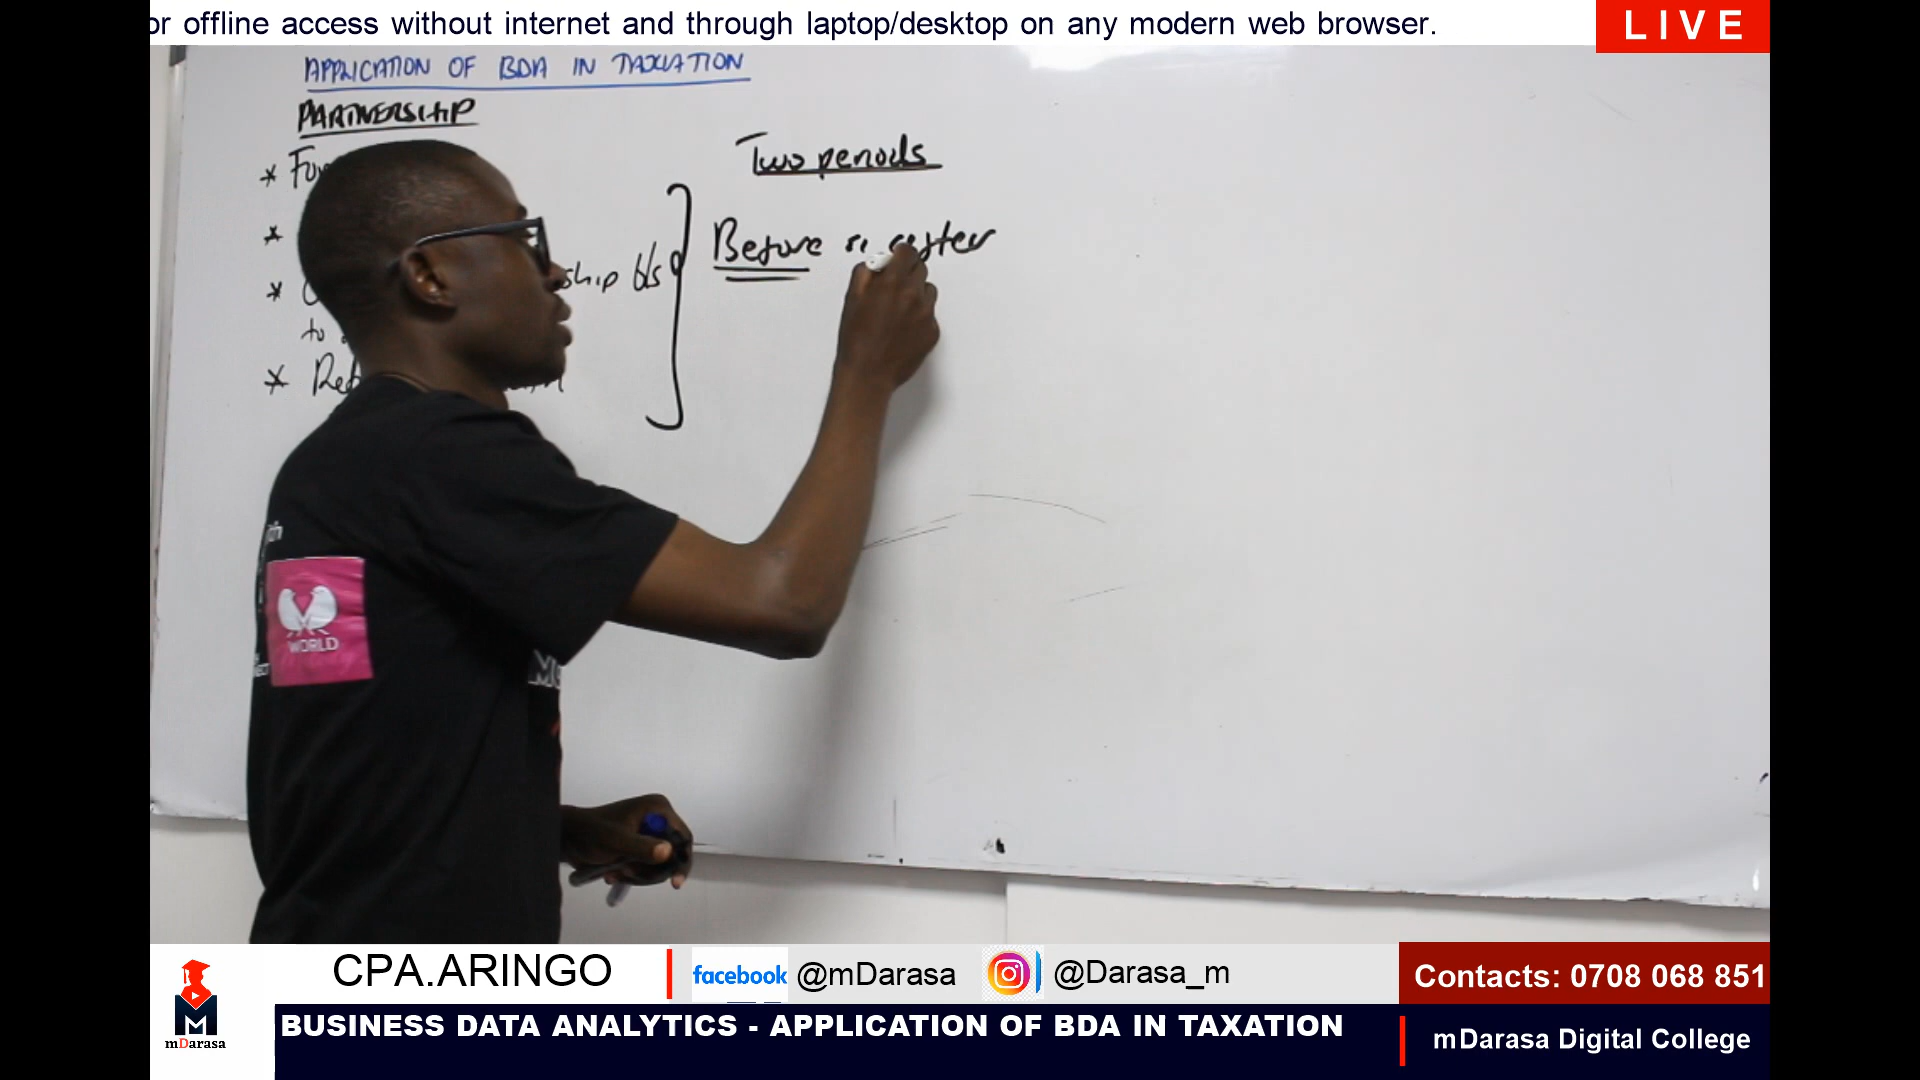 or offline access without internet and through laptop/desktop on any modern web browser.
LIVE
APPLICATION OF BDA IN TAXATION
PARTNERSHIP
Two periods
*
*
ship b/s
Before
*
to
*
WORLD
CPA.ARINGO
facebook @mDarasa
@Darasa_m
Contacts: 0708 068 851
mDarasa
BUSINESS DATA ANALYTICS - APPLICATION OF BDA IN TAXATION
mDarasa Digital College